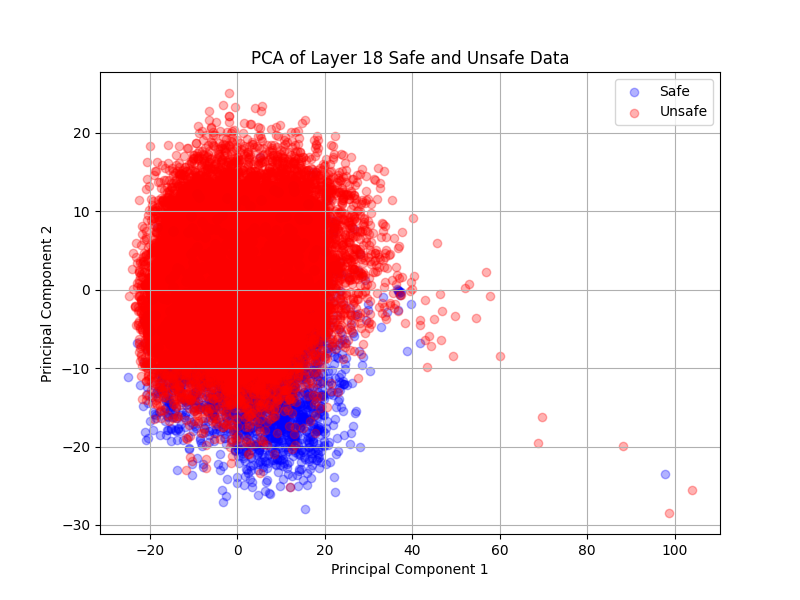 PCA of Layer 18 Safe and Unsafe Data
Safe
Unsafe
20
10
0
−10
−20
−30
Principal Component 2
−20
0
20
40
60
80
100
Principal Component 1